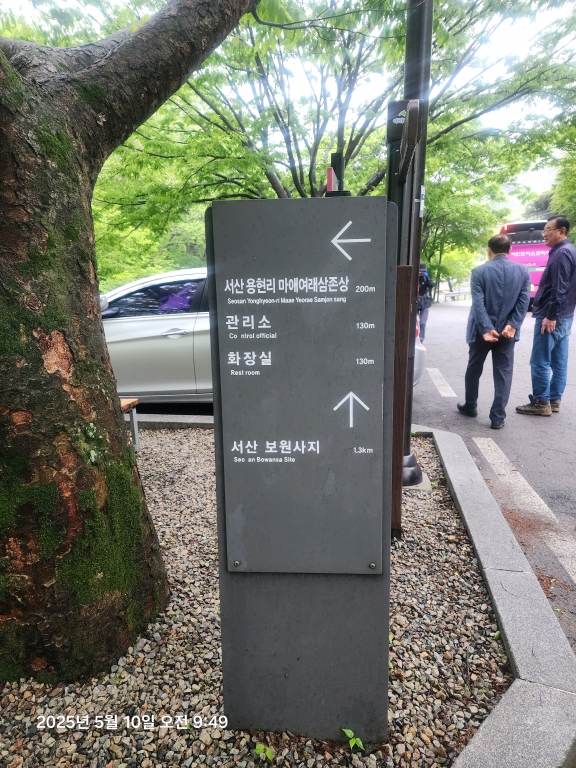 ←
서산 용현리 마애여래삼존상 200m
Seosan Yonghyeon-ri Maae Yeorae Samjon sang
관리소 130m
Co ntrol official
화장실 130m
Rest room
↑
서산 보원사지 1.3km
Seo an Bowansa Site
2025년 5월 10일 오전 9:49